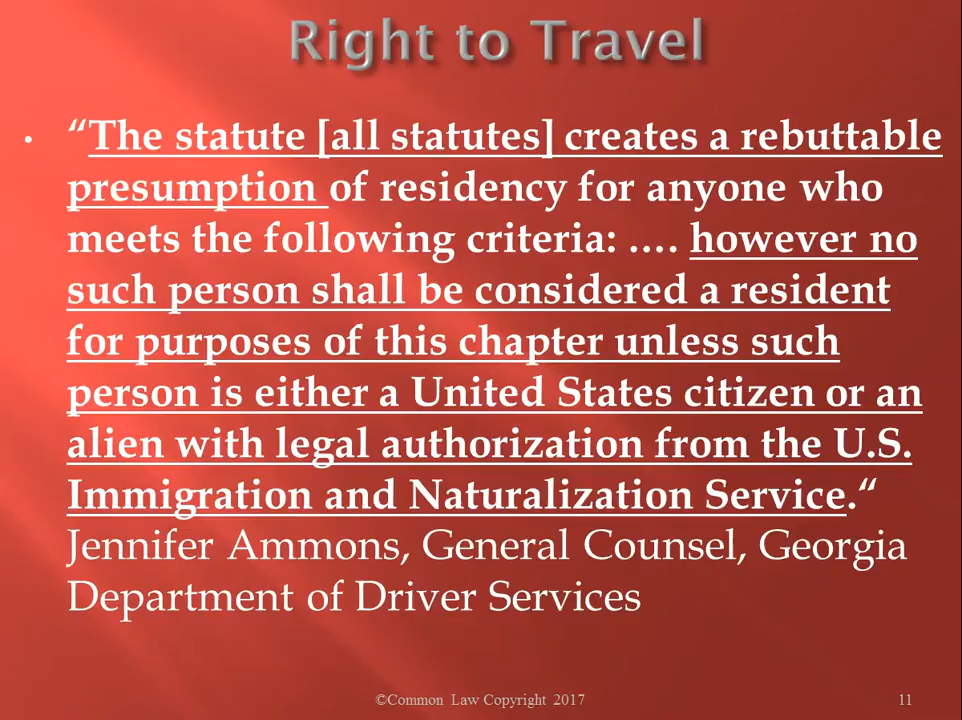 Right to Travel
• “The statute [all statutes] creates a rebuttable
presumption of residency for anyone who
meets the following criteria: …. however no
such person shall be considered a resident
for purposes of this chapter unless such
person is either a United States citizen or an
alien with legal authorization from the U.S.
Immigration and Naturalization Service.“
Jennifer Ammons, General Counsel, Georgia
Department of Driver Services
©Common Law Copyright 2017 11